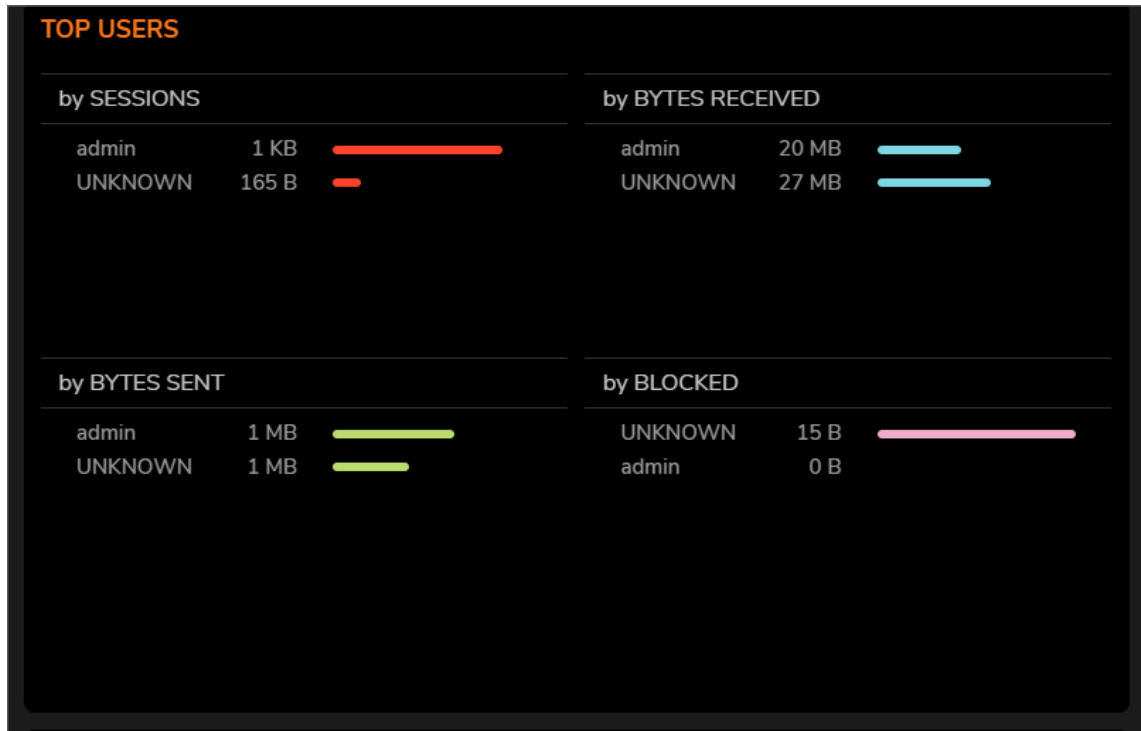 TOP USERS
by SESSIONS
admin 1 KB
UNKNOWN 165 B
by BYTES RECEIVED
admin 20 MB
UNKNOWN 27 MB
by BYTES SENT
admin 1 MB
UNKNOWN 1 MB
by BLOCKED
UNKNOWN 15 B
admin 0 B